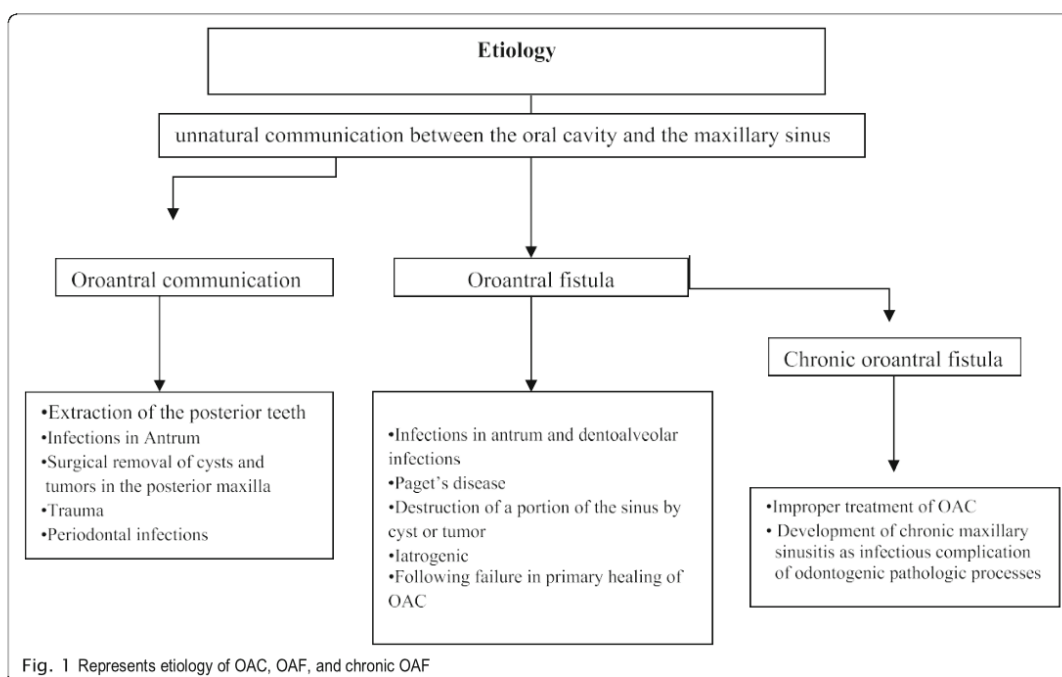 Etiology
unnatural communication between the oral cavity and the maxillary sinus
Oroantral communication
Oroantral fistula
Chronic oroantral fistula
•Extraction of the posterior teeth
•Infections in Antrum
•Surgical removal of cysts and
tumors in the posterior maxilla
•Trauma
•Periodontal infections
•Infections in antrum and dentoalveolar
infections
•Paget's disease
•Destruction of a portion of the sinus by
cyst or tumor
•Iatrogenic
•Following failure in primary healing of
OAC
•Improper treatment of OAC
• Development of chronic maxillary
sinusitis as infectious complication
of odontogenic pathologic processes
Fig. 1 Represents etiology of OAC, OAF, and chronic OAF